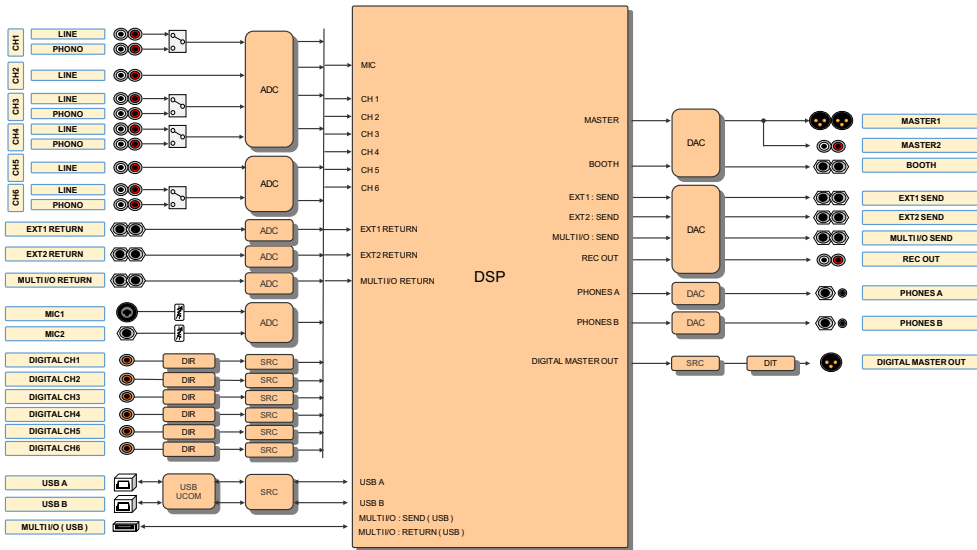 CH1
LINE
PHONO
CH2
LINE
CH3
LINE
PHONO
CH4
LINE
PHONO
CH5
LINE
CH6
LINE
PHONO
EXT1 RETURN
EXT2 RETURN
MULTI I/O RETURN
MIC1
MIC2
DIGITAL CH1
DIGITAL CH2
DIGITAL CH3
DIGITAL CH4
DIGITAL CH5
DIGITAL CH6
USB A
USB B
MULTI I/O ( USB )
ADC
ADC
ADC
ADC
ADC
ADC
DIR
SRC
DIR
SRC
DIR
SRC
DIR
SRC
DIR
SRC
DIR
SRC
USB
UCOM
SRC
MIC
CH 1
CH 2
CH 3
CH 4
CH 5
CH 6
EXT1 RETURN
EXT2 RETURN
MULTI I/O RETURN
DSP
USB A
USB B
MULTI I/O : SEND ( USB )
MULTI I/O : RETURN ( USB )
MASTER
BOOTH
EXT1 : SEND
EXT2 : SEND
MULTI I/O : SEND
REC OUT
PHONES A
PHONES B
DIGITAL MASTER OUT
DAC
DAC
DAC
DAC
SRC
DIT
MASTER1
MASTER2
BOOTH
EXT1 SEND
EXT2 SEND
MULTI I/O SEND
REC OUT
PHONES A
PHONES B
DIGITAL MASTER OUT